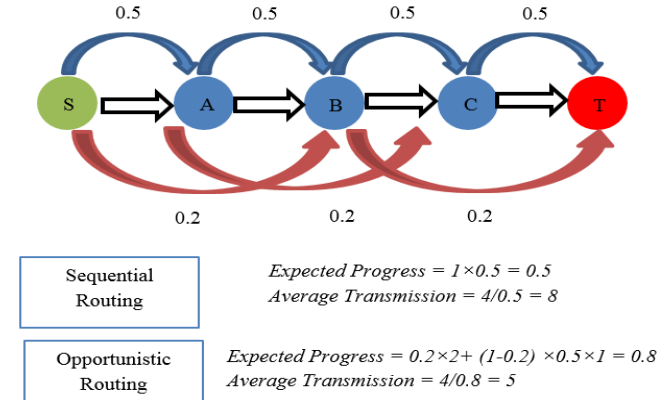 0.5 0.5 0.5 0.5
S A B C T
0.2 0.2 0.2
Sequential
Routing
Expected Progress = 1×0.5 = 0.5
Average Transmission = 4/0.5 = 8
Opportunistic
Routing
Expected Progress = 0.2×2+ (1-0.2) ×0.5×1 = 0.8
Average Transmission = 4/0.8 = 5